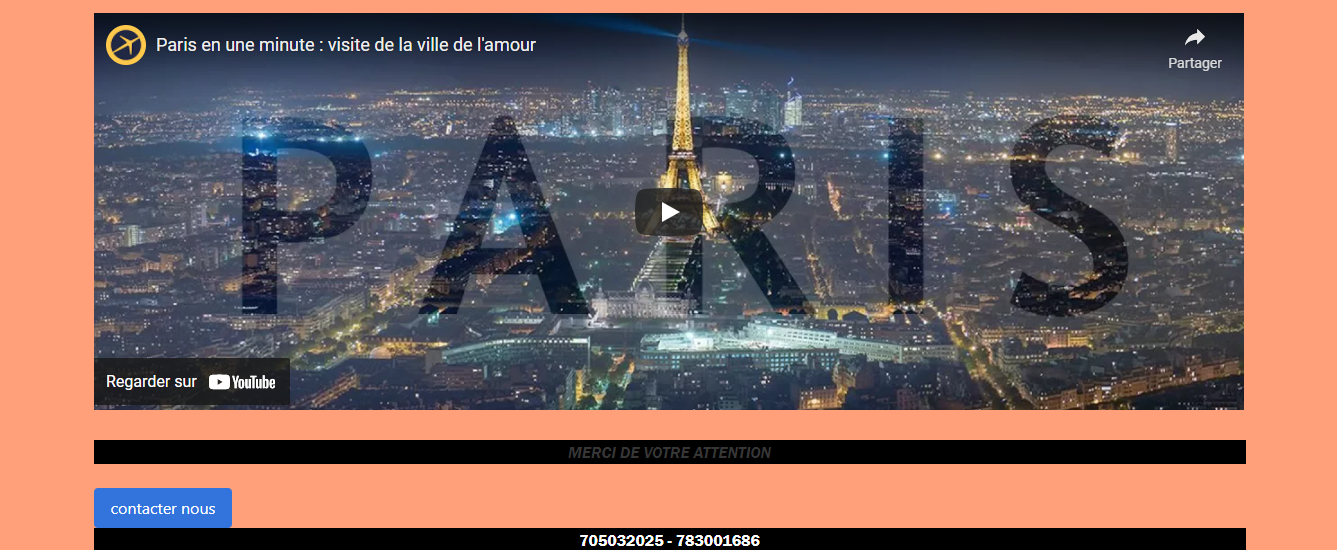 Paris en une minute : visite de la ville de l'amour
Partager
PARIS
Regarder sur YouTube
MERCI DE VOTRE ATTENTION
contacter nous
705032025 - 783001686